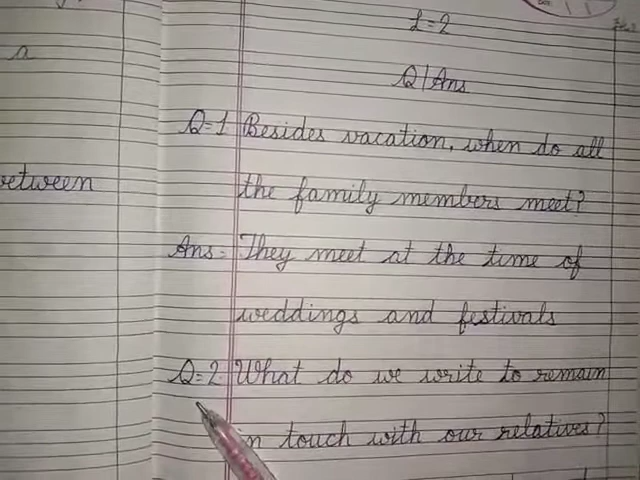 L=2
Q|Ans
a
Q=1 Besides vacation, when do all
between
the family members meet?
Ans= They meet at the time of
weddings and festivals
Q=2 What do we write to remain
in touch with our relatives?